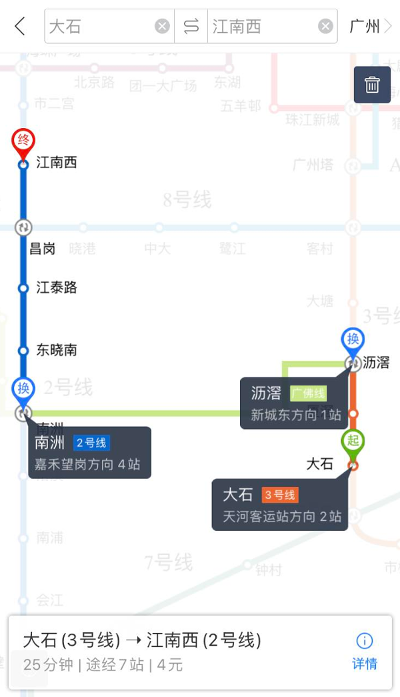 大石
江南西
广州
2号线
北京路
团一大广场
东湖
市二宫
五羊邨
珠江新城
终
江南西
广州塔
8号线
昌岗
晓港
中大
鹭江
客村
江泰路
大塘
3号线
东晓南
换
沥滘
换
2号线
沥滘 广佛线
新城东方向 1站
南洲
南洲 2号线
嘉禾望岗方向 4站
起
大石
大石 3号线
天河客运站方向 2站
南浦
7号线
钟村
会江
大石(3号线)→江南西(2号线)
25分钟|途经7站|4元
详情